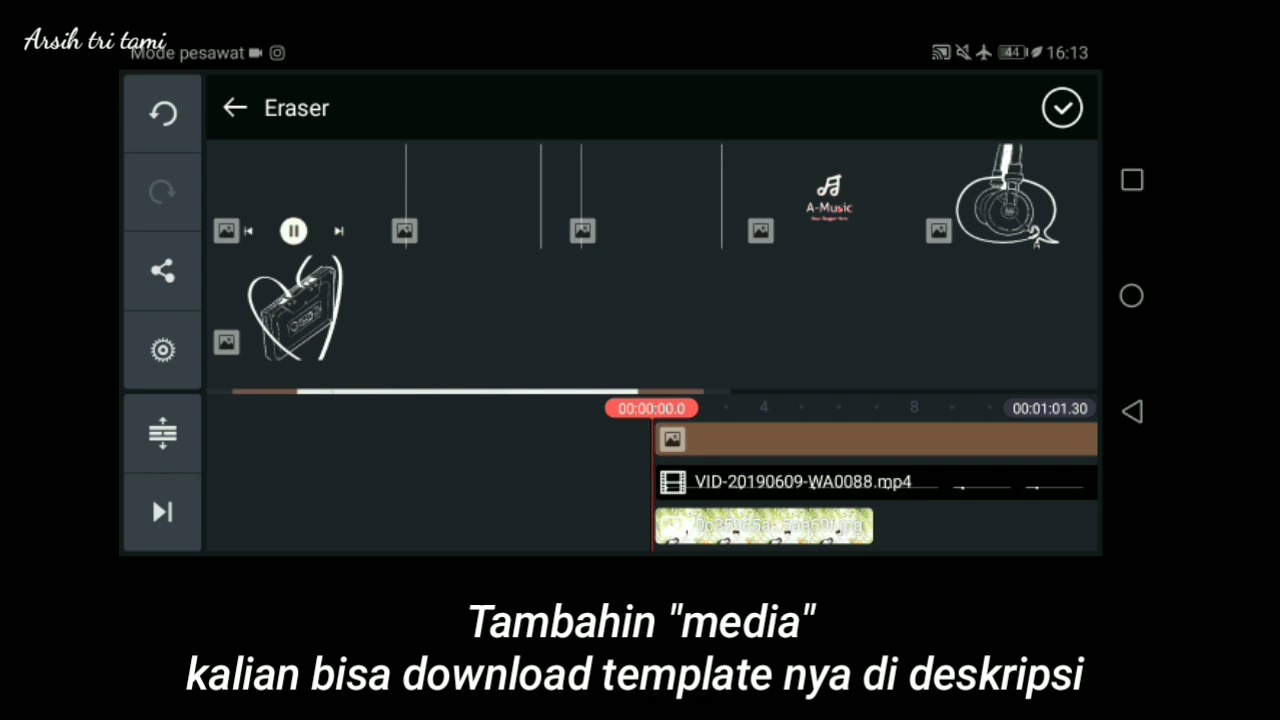 Arsih tri tami
Mode pesawat
44 16:13
Eraser
A-Music
00:00:00.0 4 8 00:01:01.30
VID-20190609-WA0088.mp4
Tambahin "media"
kalian bisa download template nya di deskripsi